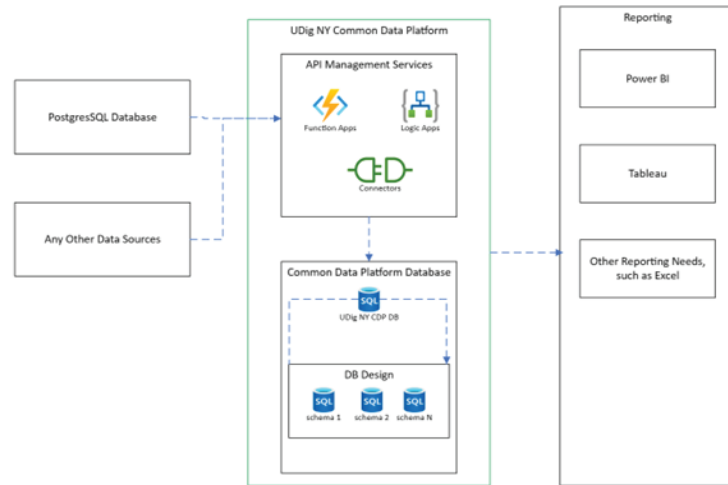 UDig NY Common Data Platform
Reporting
API Management Services
Function Apps
Logic Apps
Connectors
PostgresSQL Database
Any Other Data Sources
Power BI
Tableau
Other Reporting Needs,
such as Excel
Common Data Platform Database
SQL
UDig NY CDP DB
DB Design
SQL
SQL
SQL
schema 1
schema 2
schema N